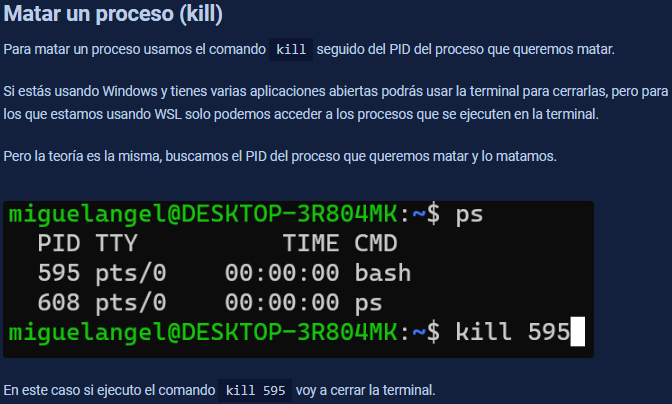 Matar un proceso (kill)
Para matar un proceso usamos el comando kill seguido del PID del proceso que queremos matar.
Si estás usando Windows y tienes varias aplicaciones abiertas podrás usar la terminal para cerrarlas, pero para
los que estamos usando WSL solo podemos acceder a los procesos que se ejecuten en la terminal.
Pero la teoría es la misma, buscamos el PID del proceso que queremos matar y lo matamos.
miguelangel@DESKTOP-3R804MK:~$ ps
PID TTY TIME CMD
595 pts/0 00:00:00 bash
608 pts/0 00:00:00 ps
miguelangel@DESKTOP-3R804MK:~$ kill 595
En este caso si ejecuto el comando kill 595 voy a cerrar la terminal.